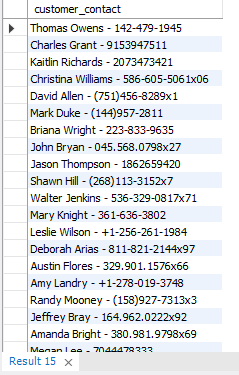 customer_contact
Thomas Owens - 142-479-1945
Charles Grant - 9153947511
Kaitlin Richards - 2073473421
Christina Williams - 586-605-5061x06
David Allen - (751)456-8289x1
Mark Duke - (144)957-2811
Briana Wright - 223-833-9635
John Bryan - 045.568.0798x27
Jason Thompson - 1862659420
Shawn Hill - (268)113-3152x7
Walter Jenkins - 536-329-0817x71
Mary Knight - 361-636-3802
Leslie Wilson - +1-256-261-1984
Deborah Arias - 811-821-2144x97
Austin Flores - 329.901.1576x66
Amy Landry - +1-278-019-3748
Randy Mooney - (158)927-7313x3
Jeffrey Bray - 164.962.0222x92
Amanda Bright - 380.981.9798x69
Megan Lee - 7044478333
Result 15